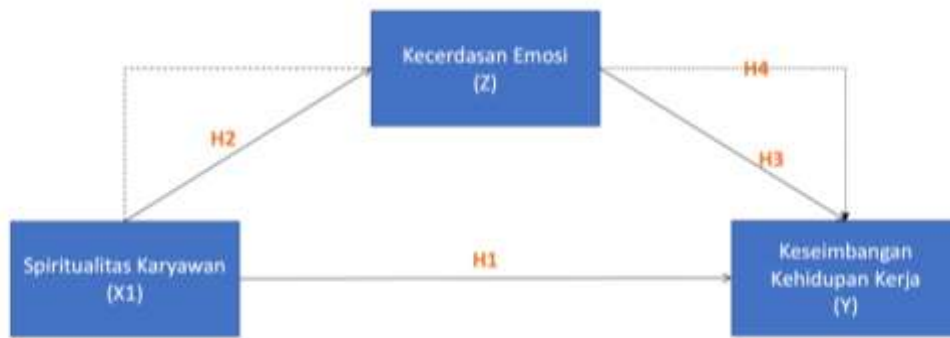 Kecerdasan Emosi
(Z)
H4
H2
H3
Spiritualitas Karyawan
(X1)
H1
Keseimbangan
Kehidupan Kerja
(Y)